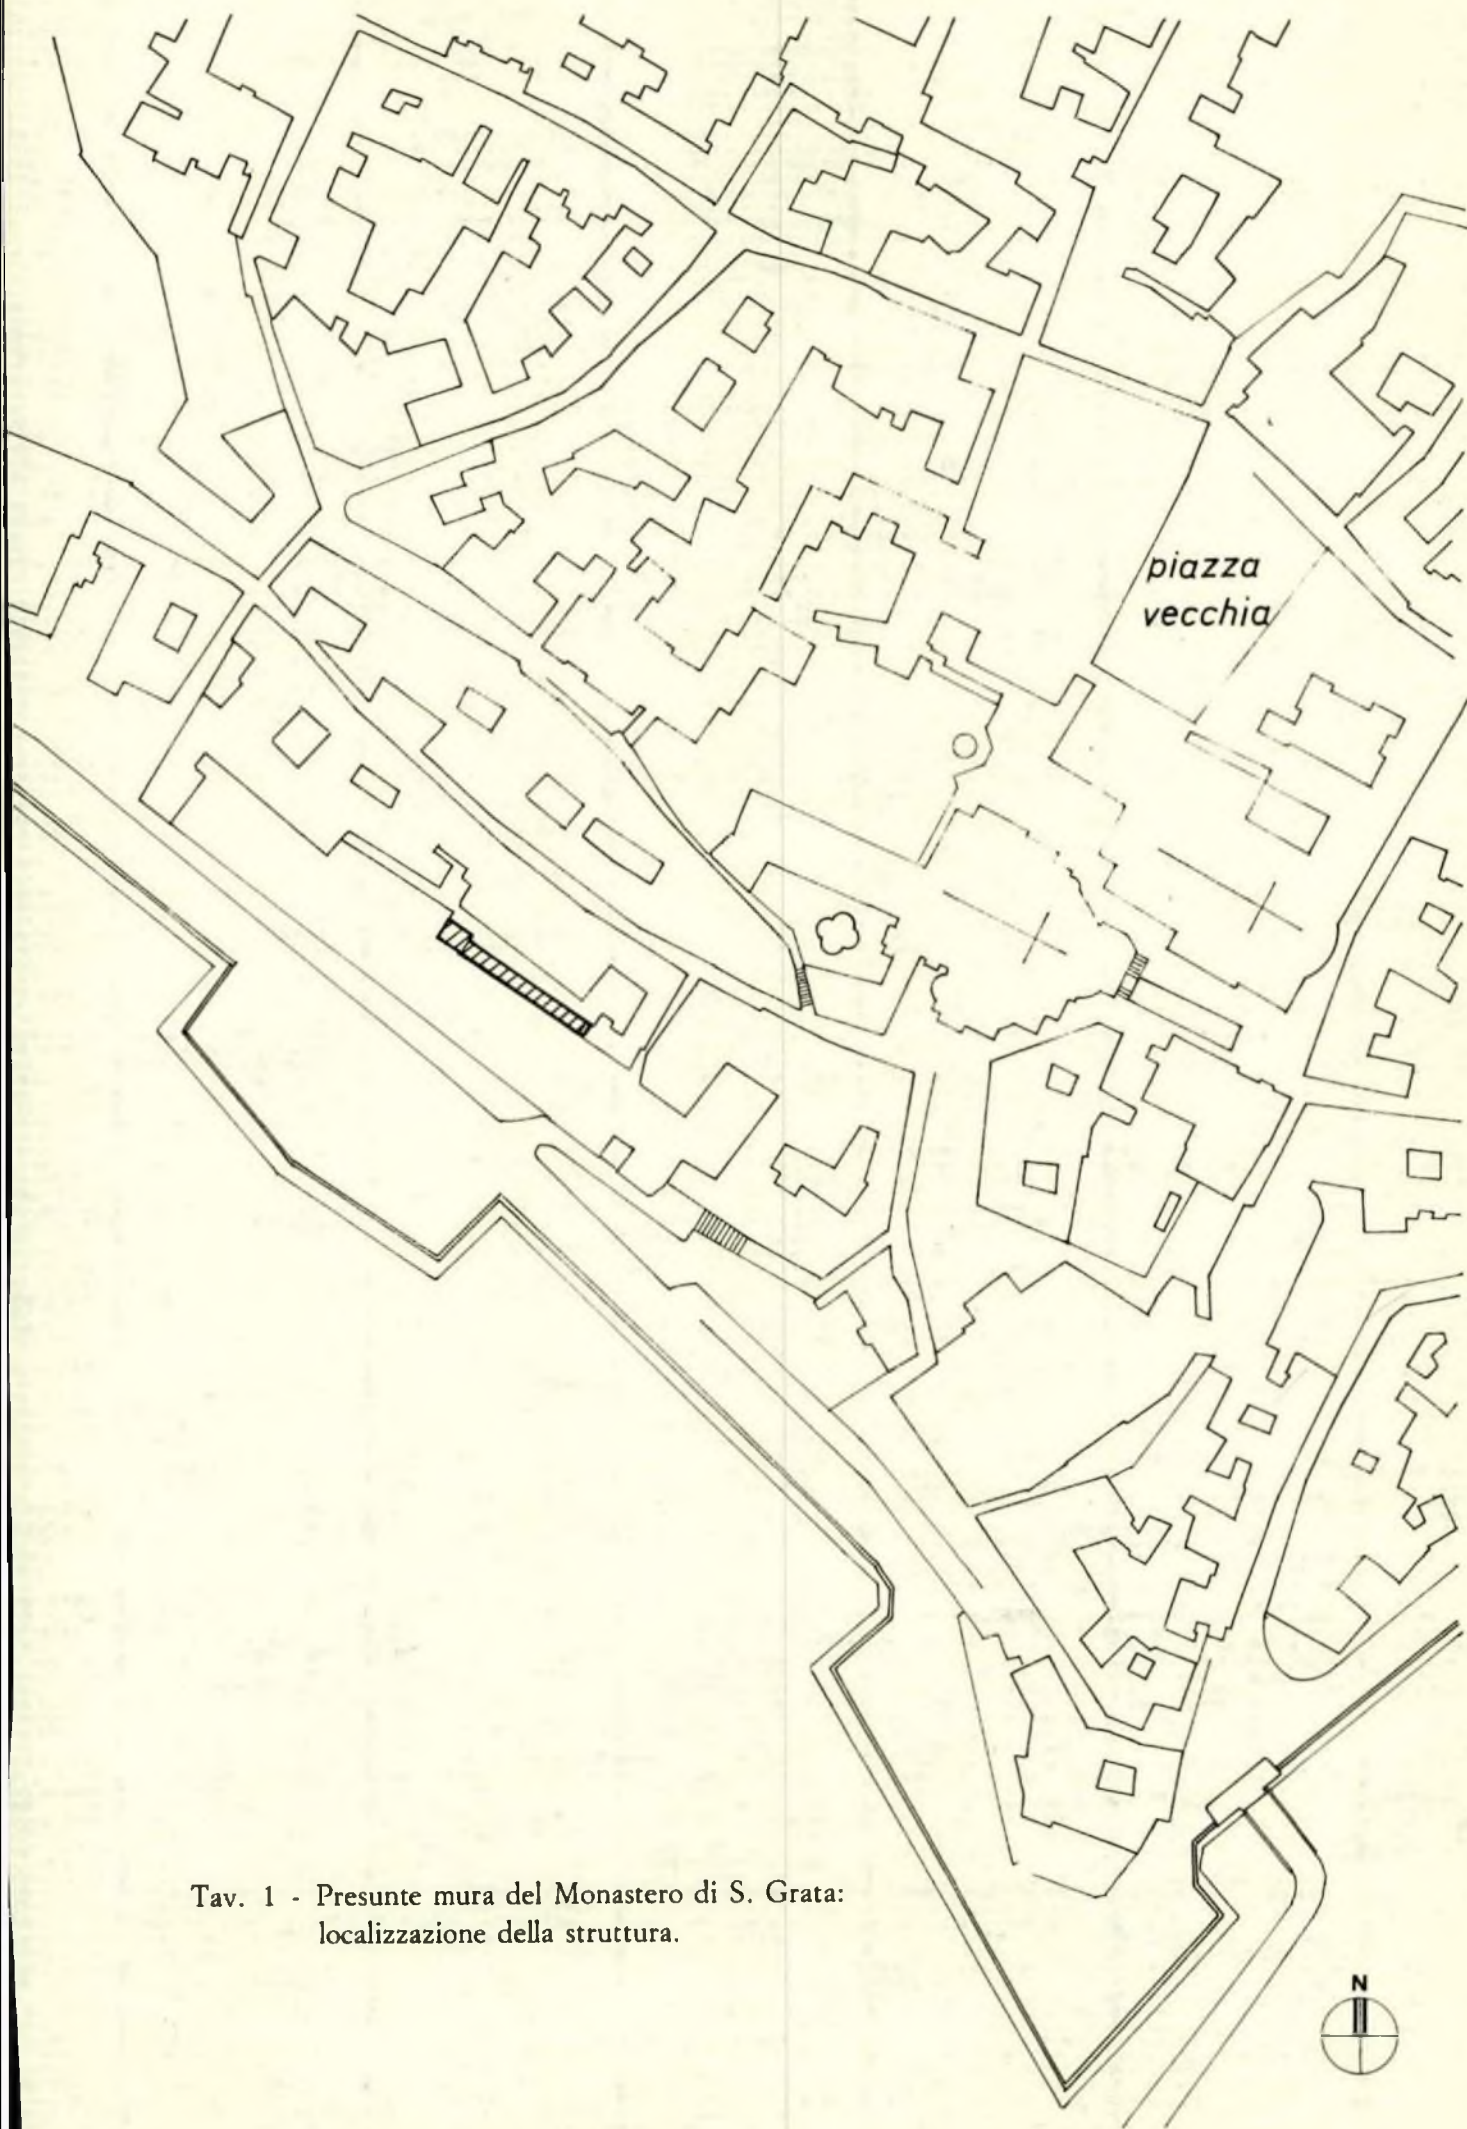 piazza
vecchia
Tav. 1 - Presunte mura del Monastero di S. Grata:
localizzazione della struttura.
N